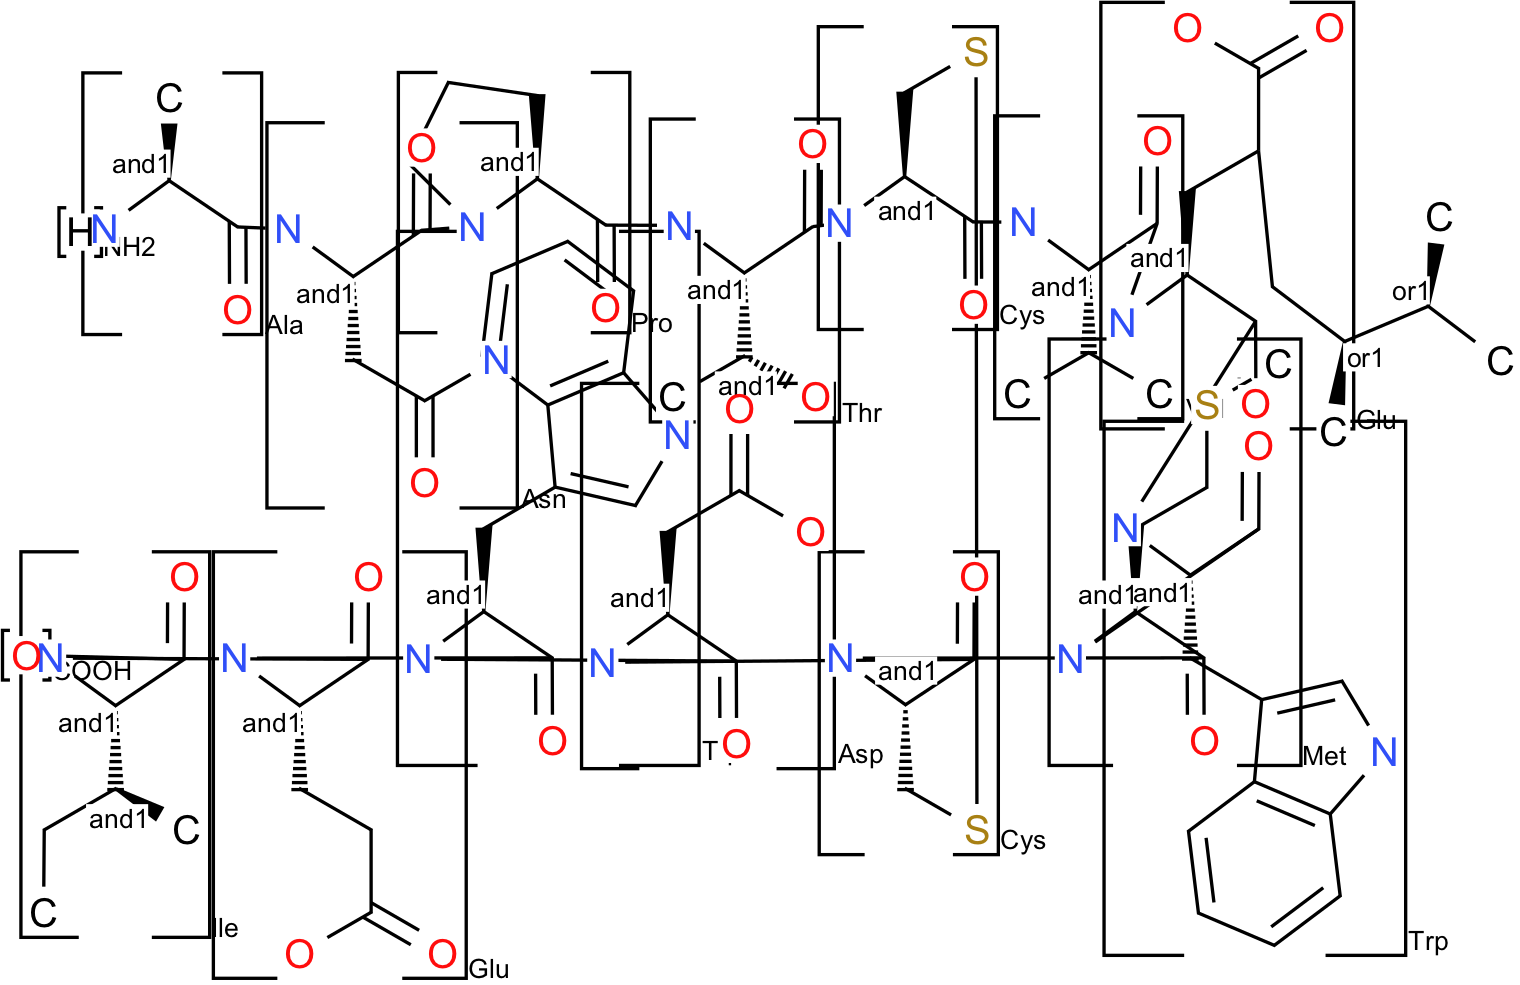 O O
S
C
O O O
and1 and1
C
N N N N N and1
[H]N NH2 and1 or1
and1 and1 and1
O O O Cys
Ala Pro N
N C or1
and1 C C C
C O Thr S O Glu
O C
N O
O Asn
O N
O O and1 and1 and1 and1 O
[O]N COOH N N N N and1 N
and1 and1
O O Asp O Met N
and1 C S Cys
C Ile
O O Glu Trp